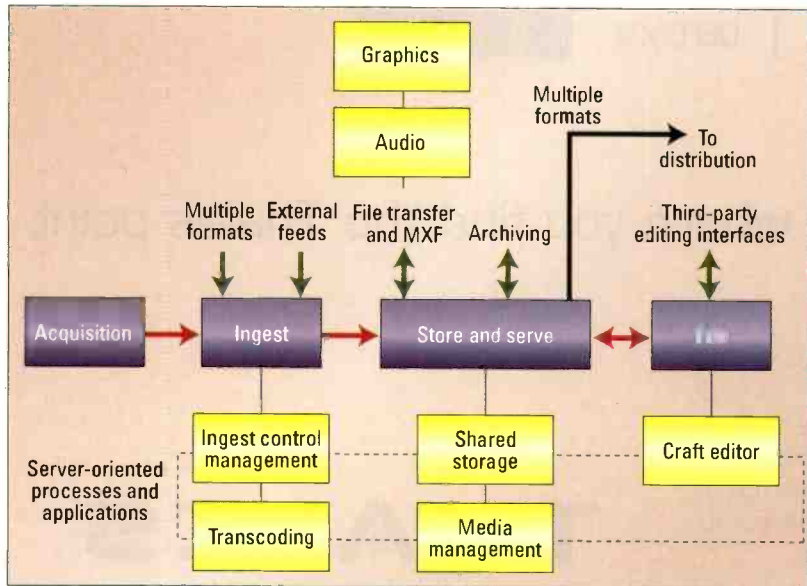 Graphics
Audio
Multiple
formats
To
distribution
Multiple
formats
External
feeds
File transfer
and MXF
Archiving
Third-party
editing interfaces
Acquisition
Ingest
Store and serve
Ingest control
management
Shared
storage
Craft editor
Server-oriented
processes and
applications
Transcoding
Media
management